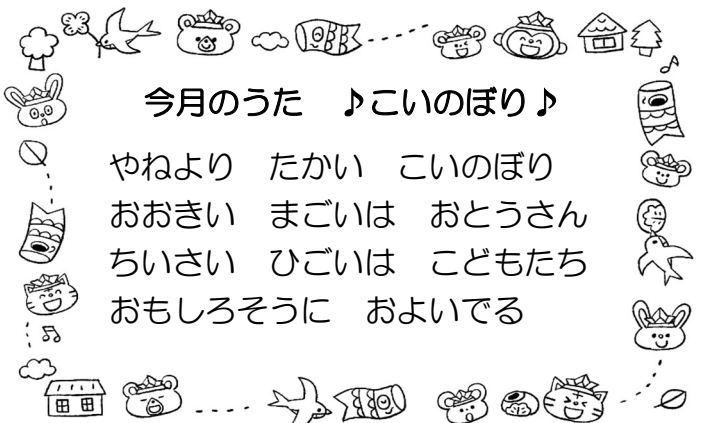 今月のうた　♪こいのぼり♪
やねより　たかい　こいのぼり
おおきい　まごいは　おとうさん
ちいさい　ひごいは　こどもたち
おもしろそうに　およいでる